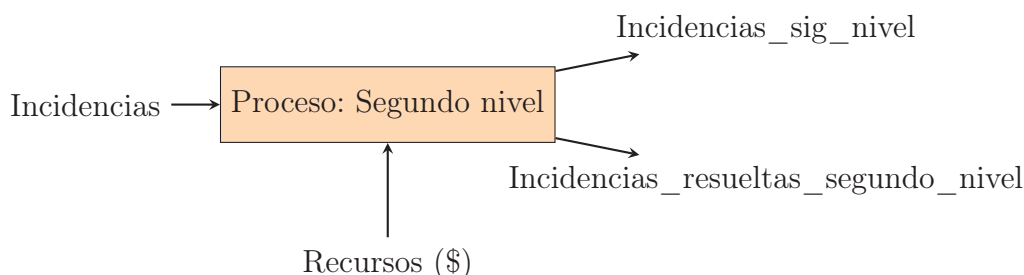 Incidencias_sig_nivel
Incidencias
Proceso: Segundo nivel
Incidencias_resueltas_segundo_nivel
Recursos ($)